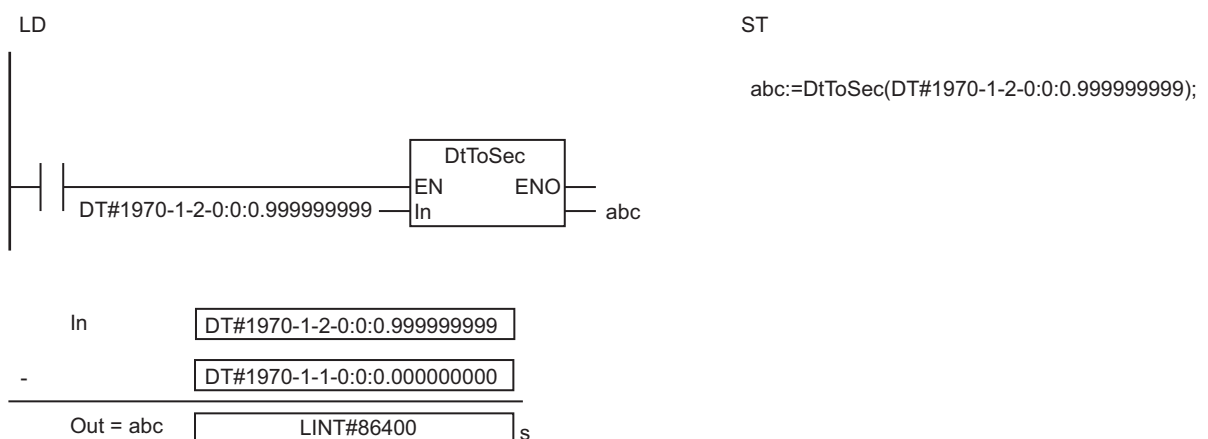 LD
ST
abc:=DtToSec(DT#1970-1-2-0:0:0.999999999);
DtToSec
EN ENO
DT#1970-1-2-0:0:0.999999999 In abc
In DT#1970-1-2-0:0:0.999999999
- DT#1970-1-1-0:0:0.000000000
Out = abc LINT#86400 s